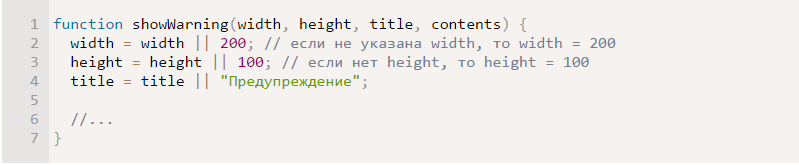 1 function showWarning(width, height, title, contents) {
2   width = width || 200; // если не указана width, то width = 200
3   height = height || 100; // если нет height, то height = 100
4   title = title || "Предупреждение";
5
6   //...
7 }